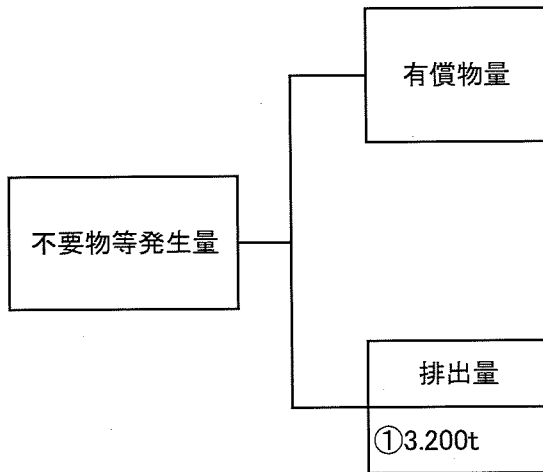 有償物量
不要物等発生量
排出量
①3.200t